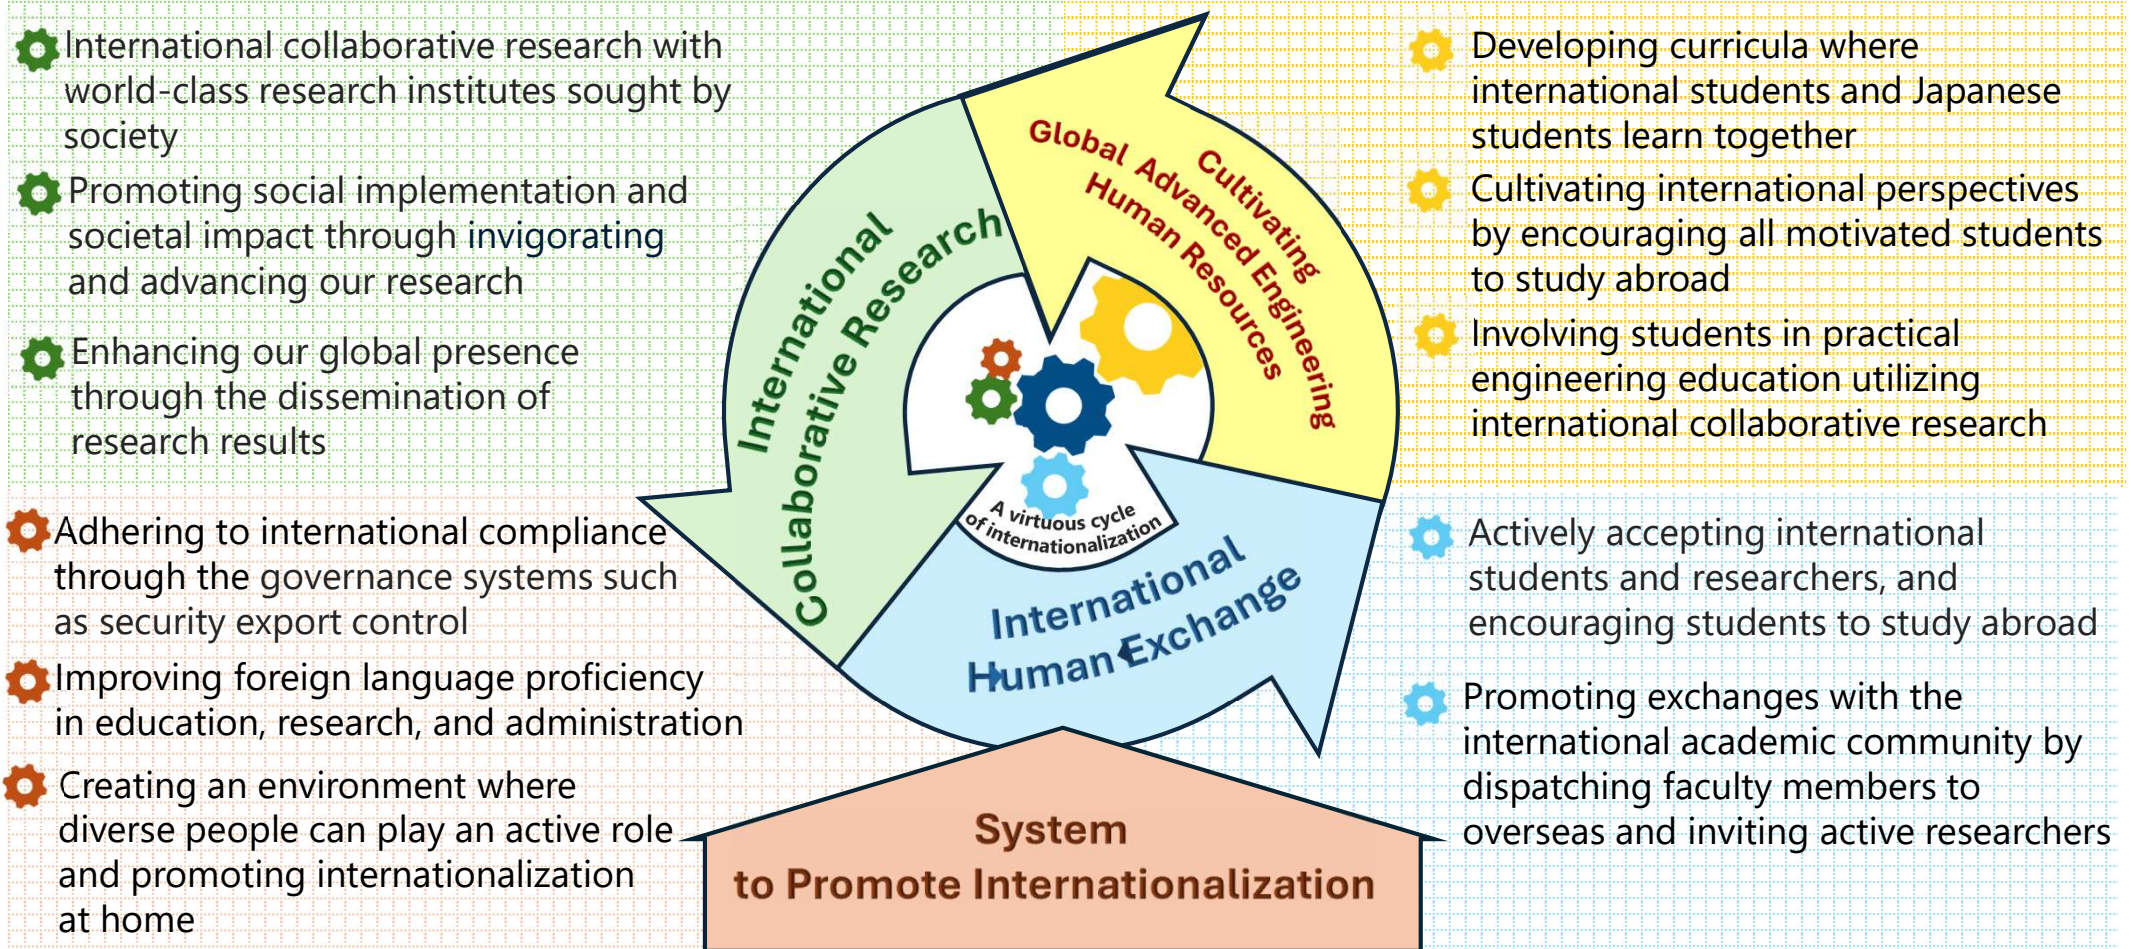 International collaborative research with
world-class research institutes sought by
society
Promoting social implementation and
societal impact through invigorating
and advancing our research
Enhancing our global presence
through the dissemination of
research results
Adhering to international compliance
through the governance systems such
as security export control
Improving foreign language proficiency
in education, research, and administration
Creating an environment where
diverse people can play an active role
and promoting internationalization
at home
International
Collaborative Research
Cultivating
Global Advanced Engineering
Human Resources
A virtuous cycle
of internationalization
International
Human Exchange
System
to Promote Internationalization
Developing curricula where
international students and Japanese
students learn together
Cultivating international perspectives
by encouraging all motivated students
to study abroad
Involving students in practical
engineering education utilizing
international collaborative research
Actively accepting international
students and researchers, and
encouraging students to study abroad
Promoting exchanges with the
international academic community by
dispatching faculty members to
overseas and inviting active researchers